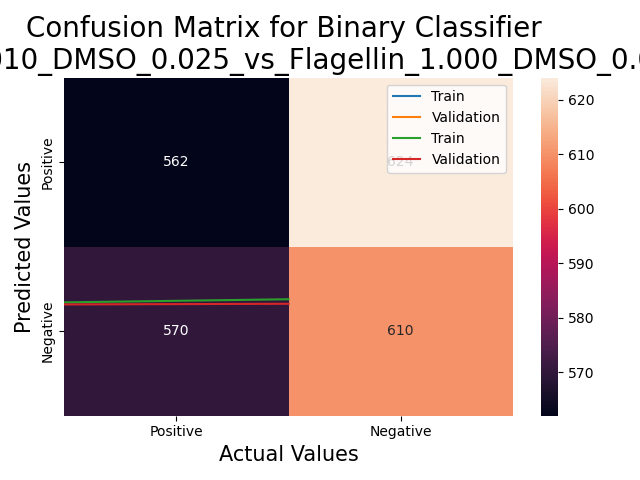 Confusion Matrix for Binary Classifier
010_DMSO_0.025_vs_Flagellin_1.000_DMSO_0.0
Train
Validation
Train
Validation
562
624
570
610
Positive
Negative
Predicted Values
Positive
Negative
Actual Values
620
610
600
590
580
570